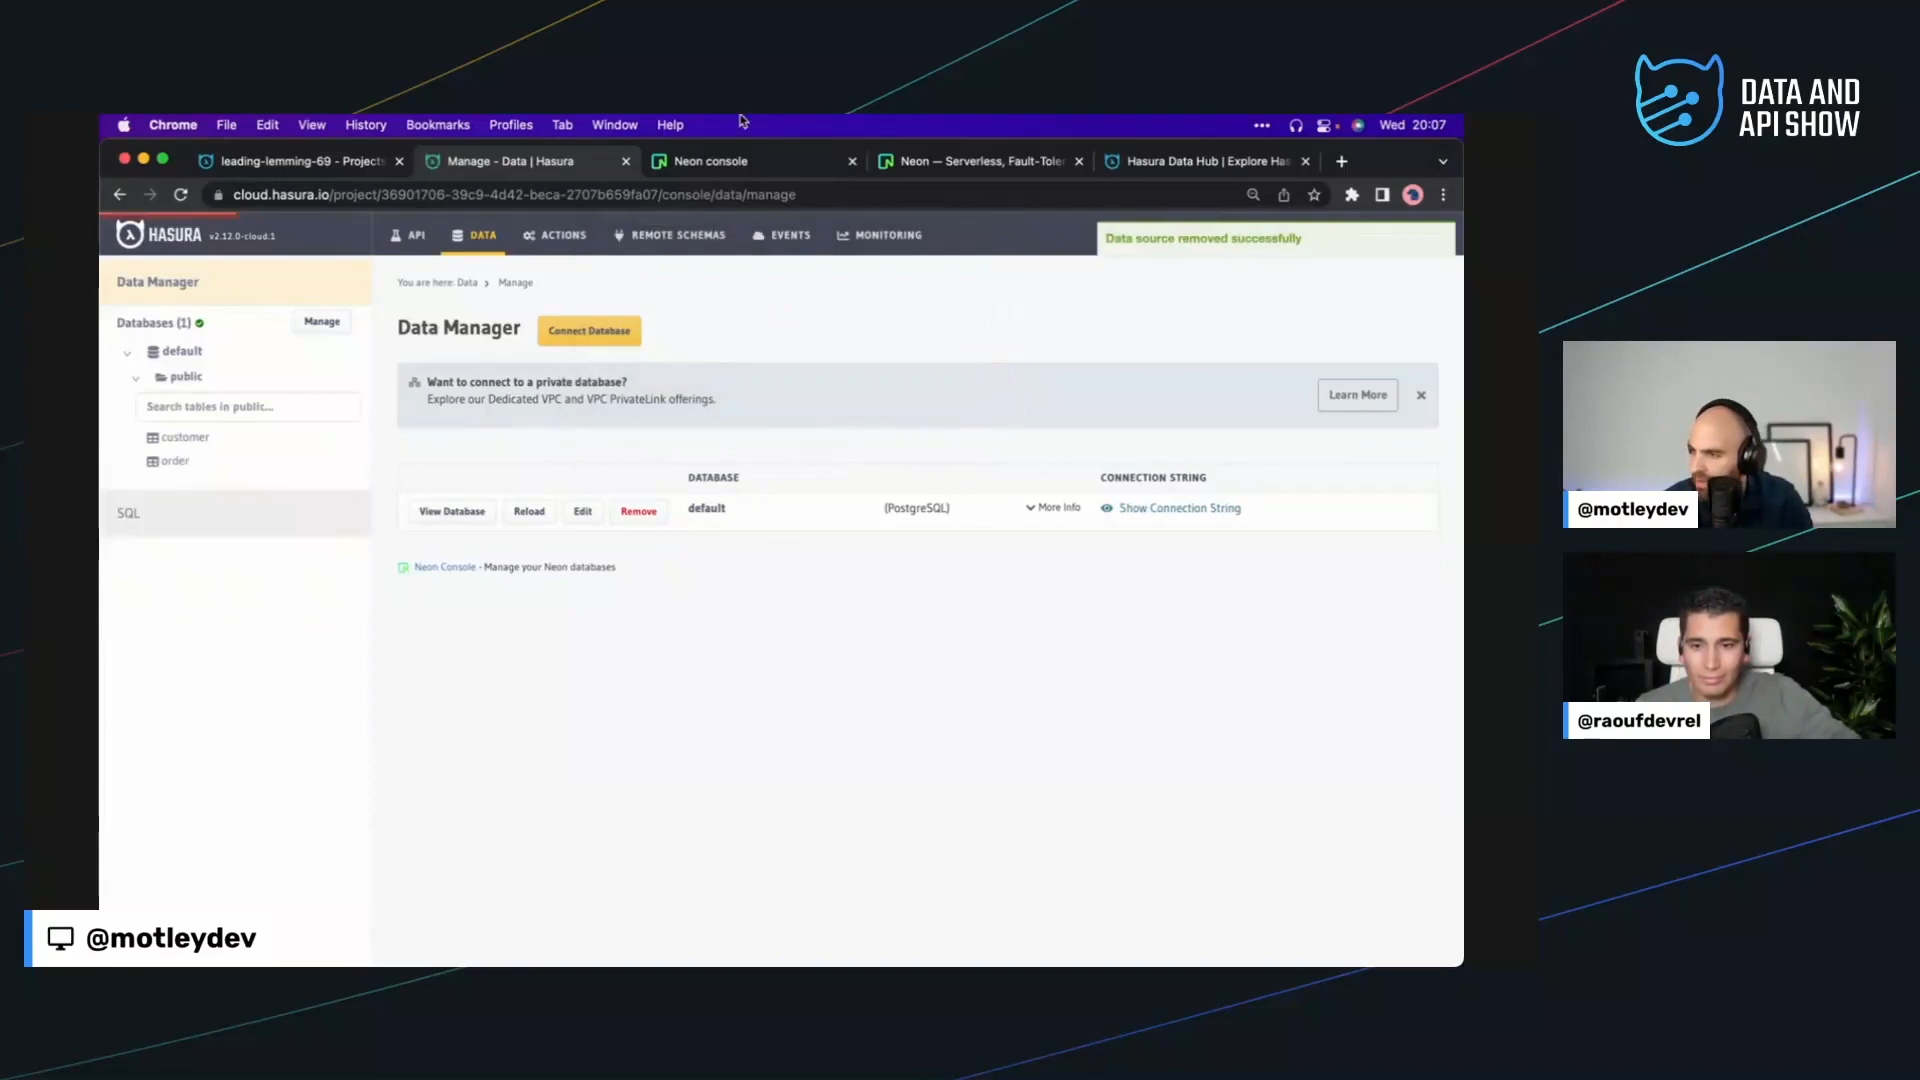 DATA AND
API SHOW
Chrome File Edit View History Bookmarks Profiles Tab Window Help
Wed 20:07
leading-lemming-69 - Projects
Manage - Data | Hasura
Neon console
Neon — Serverless, Fault-Toler
Hasura Data Hub | Explore Has
cloud.hasura.io/project/36901706-39c9-4d42-beca-2707b659fa07/console/data/manage
HASURA v2.12.0-cloud.1
API DATA ACTIONS REMOTE SCHEMAS EVENTS MONITORING
Data source removed successfully
Data Manager
Databases (1)
Manage
default
public
Search tables in public...
customer
order
SQL
You are here: Data > Manage
Data Manager
Connect Database
Want to connect to a private database?
Explore our Dedicated VPC and VPC PrivateLink offerings.
Learn More
DATABASE CONNECTION STRING
View Database Reload Edit Remove default (PostgreSQL) More Info Show Connection String
Neon Console - Manage your Neon databases
@motleydev
@raoufdevrel
@motleydev